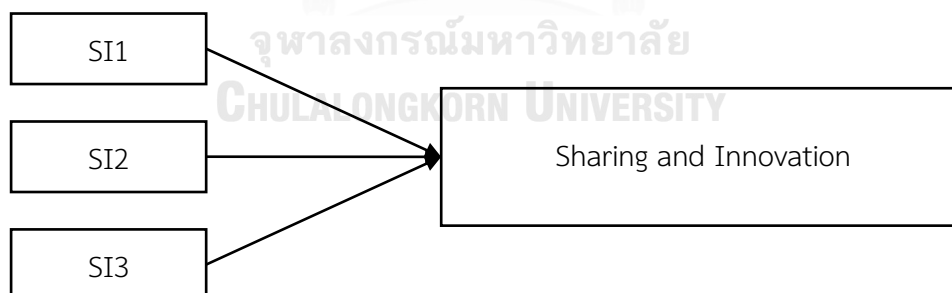 SI1
จุฬาลงกรณ์มหาวิทยาลัย
CHULALONGKORN UNIVERSITY
SI2
Sharing and Innovation
SI3